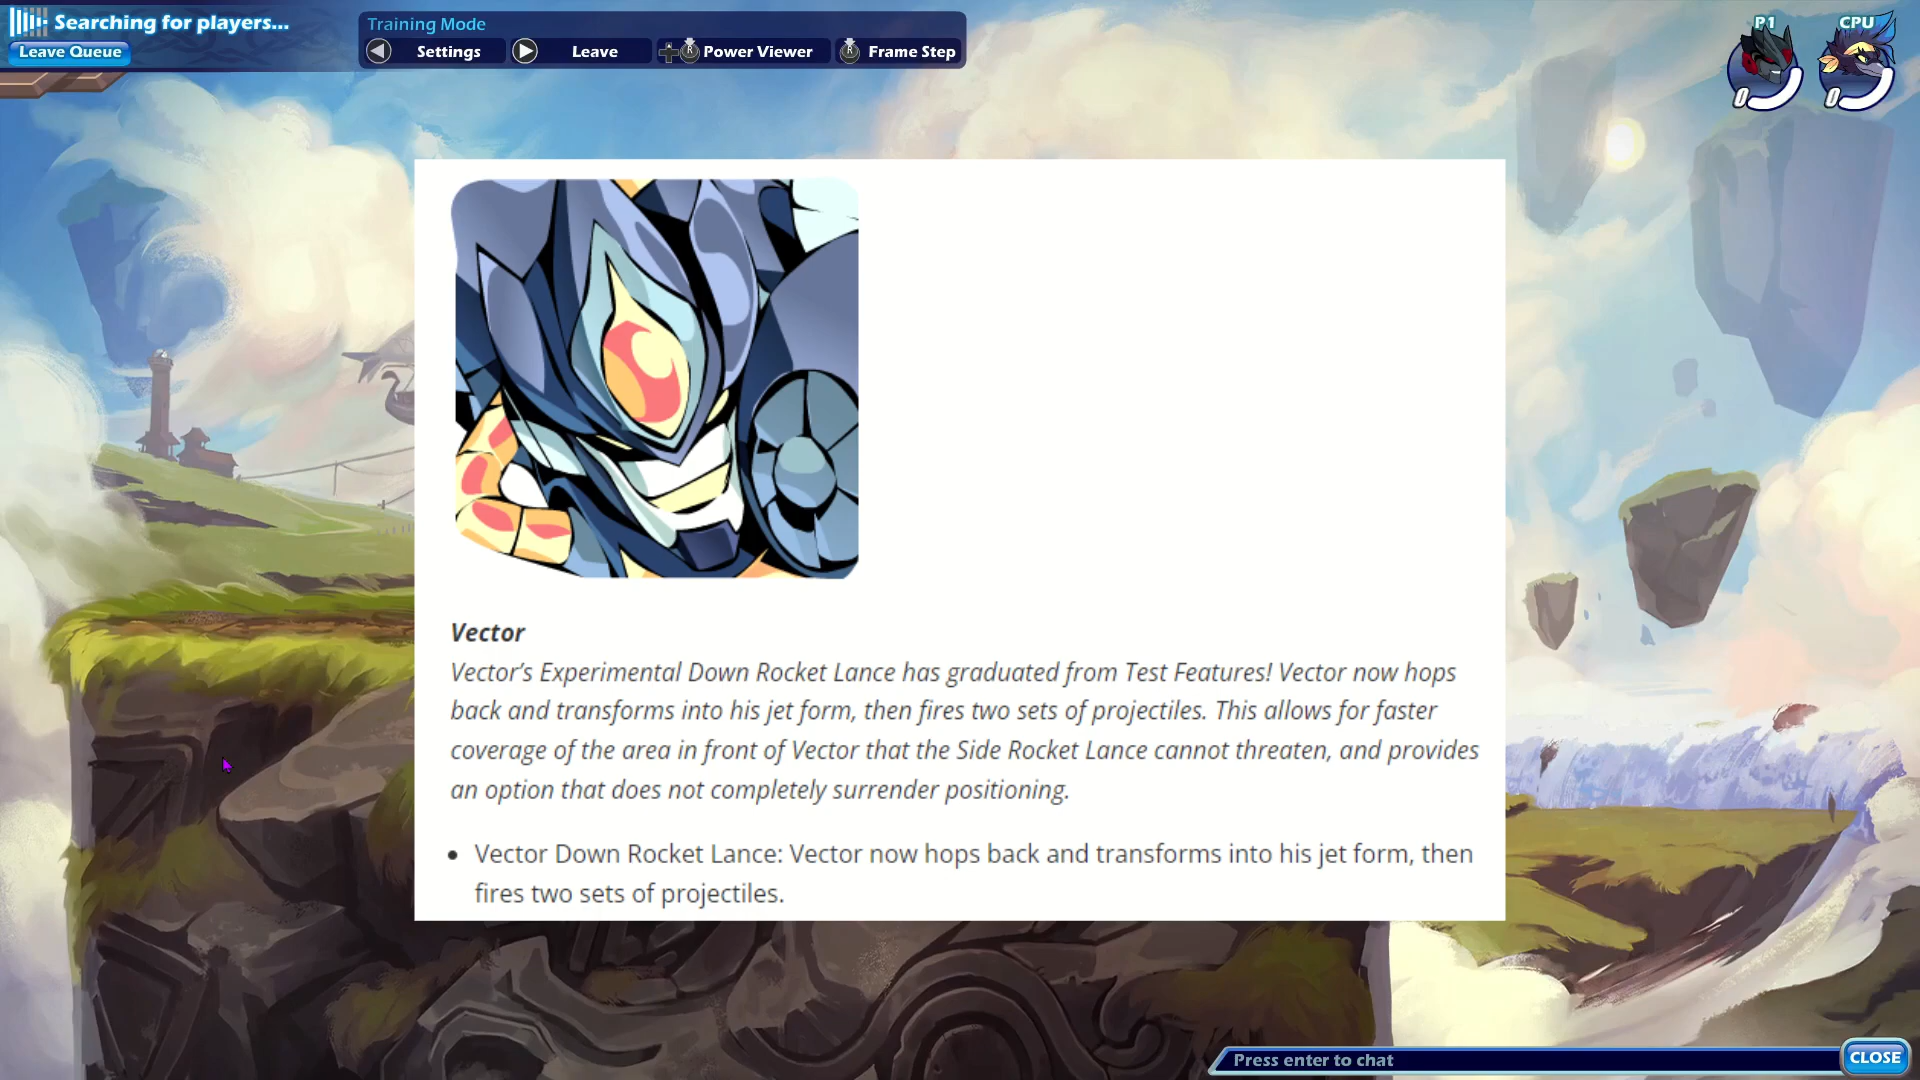 Searching for players...
Leave Queue
Training Mode
Settings
Leave
R Power Viewer
R Frame Step
P1
CPU
0
0
Vector
Vector’s Experimental Down Rocket Lance has graduated from Test Features! Vector now hops
back and transforms into his jet form, then fires two sets of projectiles. This allows for faster
coverage of the area in front of Vector that the Side Rocket Lance cannot threaten, and provides
an option that does not completely surrender positioning.
• Vector Down Rocket Lance: Vector now hops back and transforms into his jet form, then
fires two sets of projectiles.
Press enter to chat
CLOSE